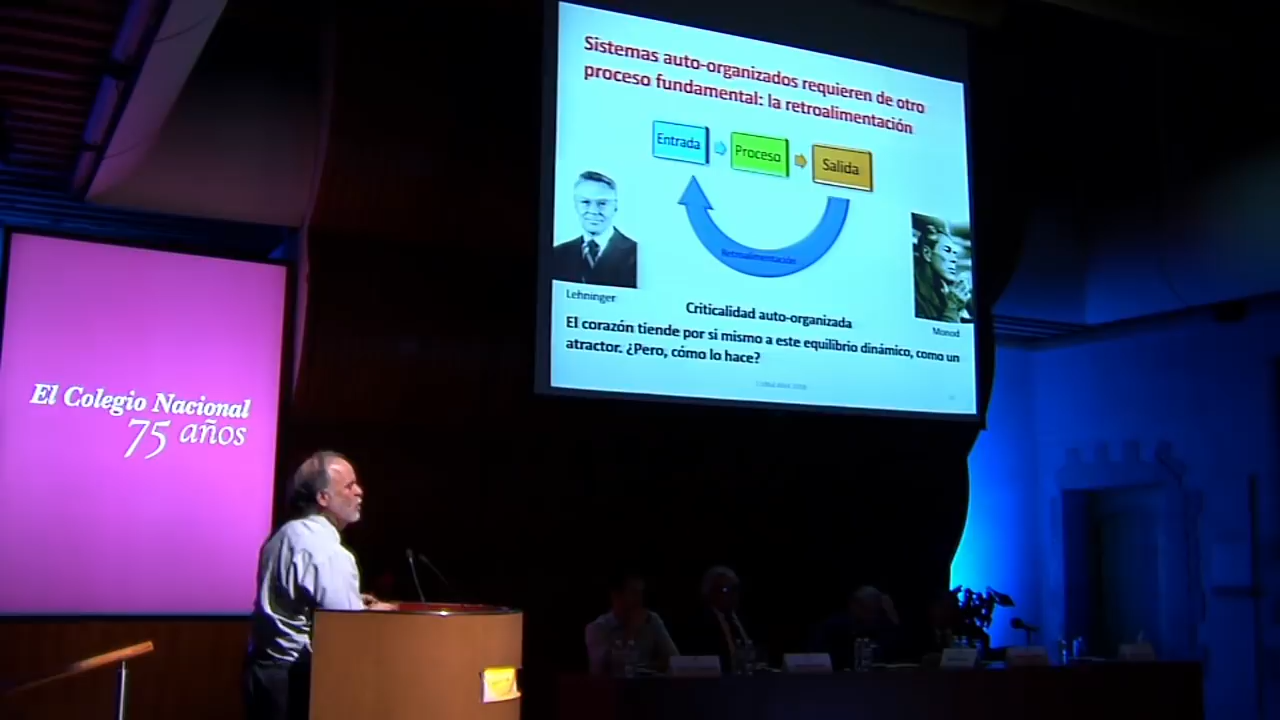 Sistemas auto-organizados requieren de otro
proceso fundamental: la retroalimentación
Entrada
Proceso
Salida
Retroalimentación
Lehninger
Monod
Criticalidad auto-organizada
El corazón tiende por si mismo a este equilibrio dinámico, como un
atractor. ¿Pero, cómo lo hace?
El Colegio Nacional
75 años